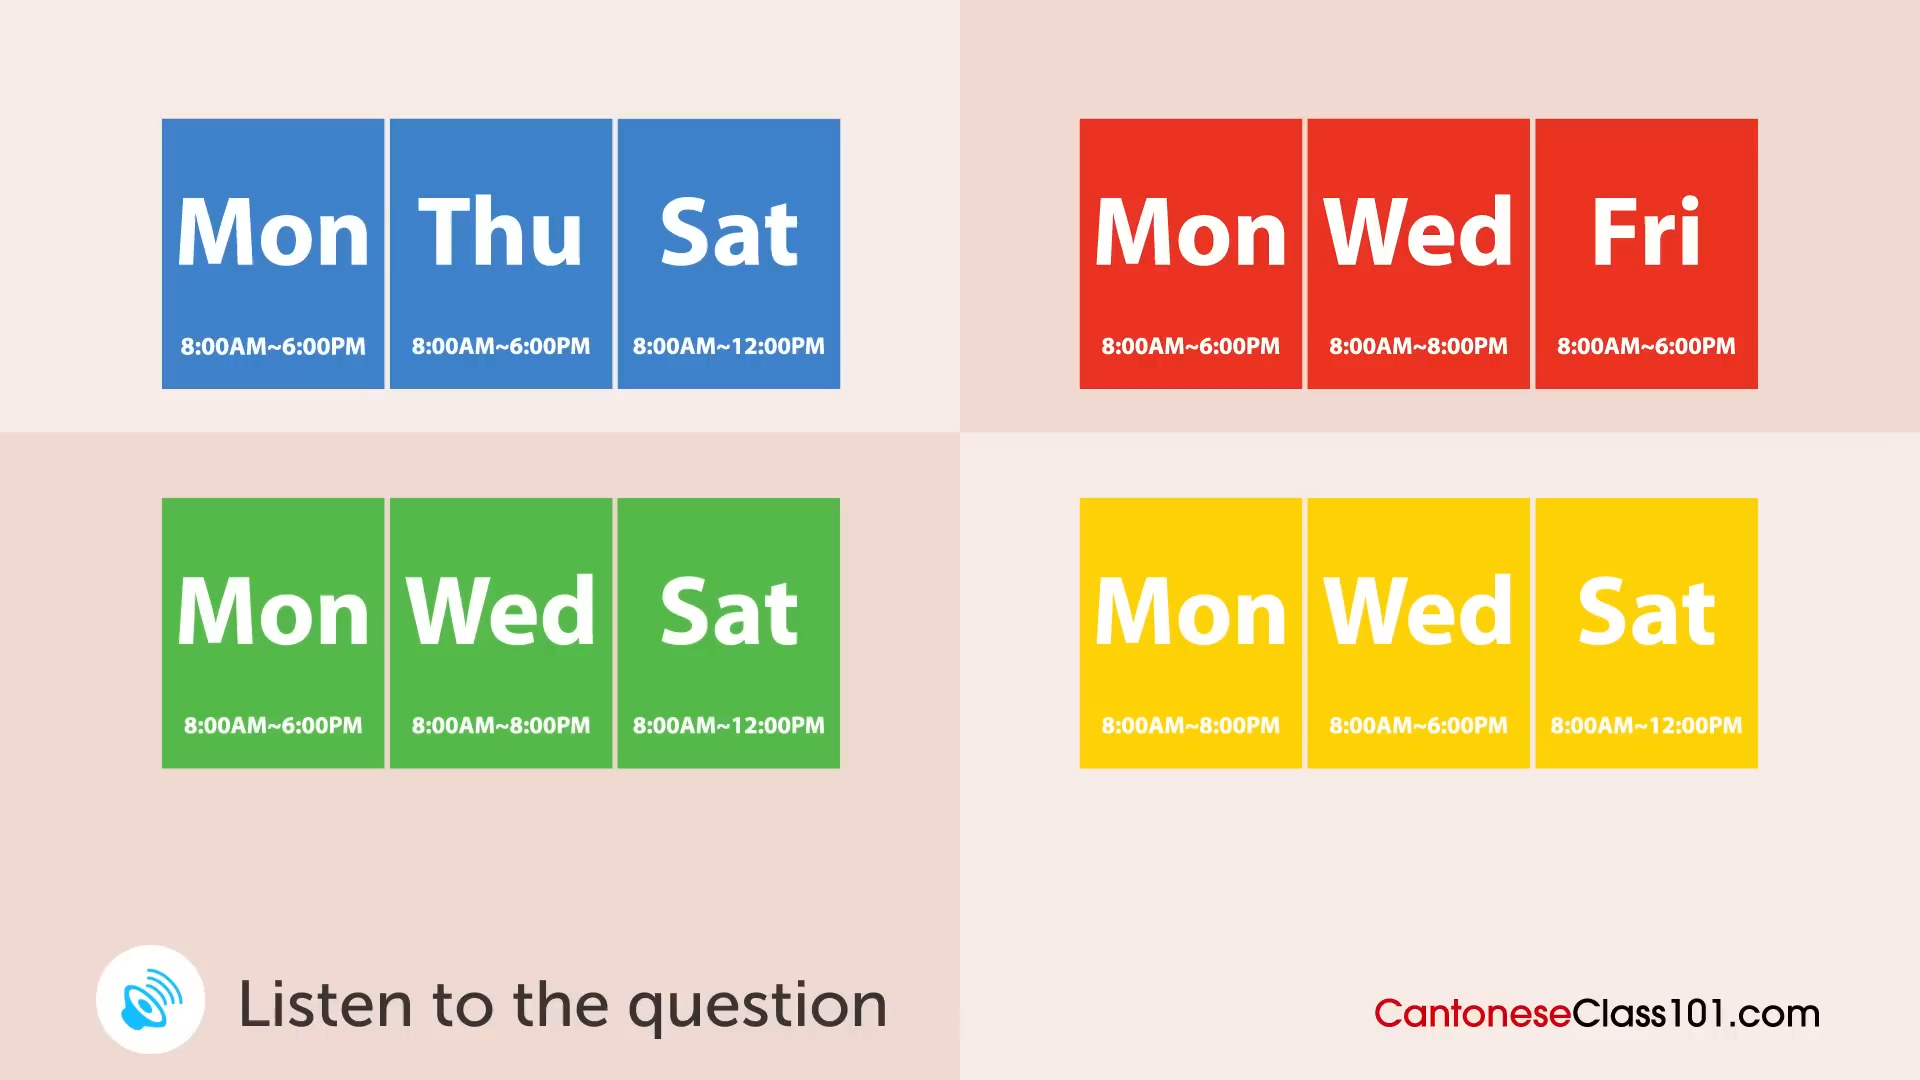 Mon Thu Sat
8:00AM~6:00PM 8:00AM~6:00PM 8:00AM~12:00PM
Mon Wed Fri
8:00AM~6:00PM 8:00AM~8:00PM 8:00AM~6:00PM
Mon Wed Sat
8:00AM~6:00PM 8:00AM~8:00PM 8:00AM~12:00PM
Mon Wed Sat
8:00AM~8:00PM 8:00AM~6:00PM 8:00AM~12:00PM
Listen to the question
CantoneseClass101.com